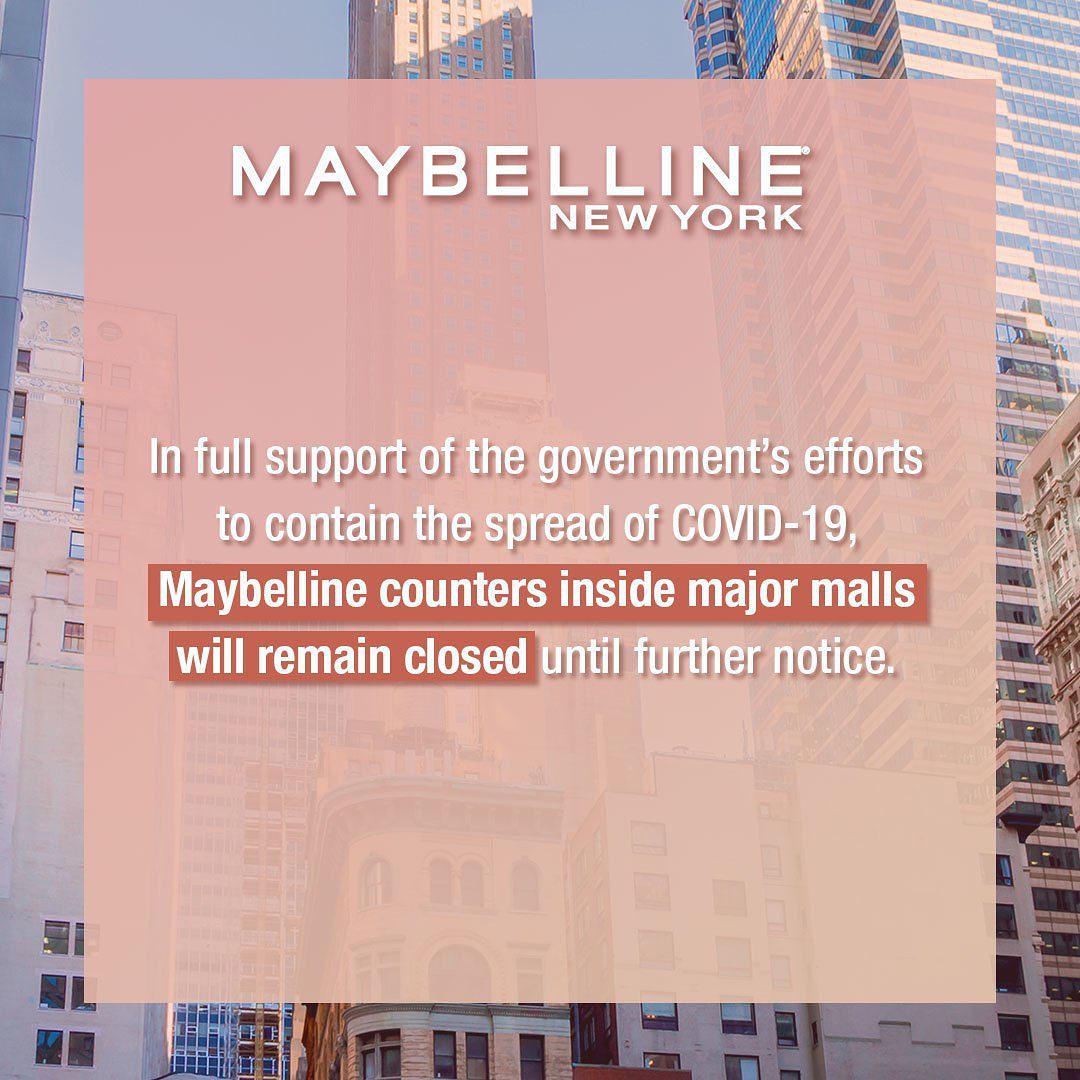 MAYBELLINE®
NEW YORK
In full support of the government’s efforts
to contain the spread of COVID-19,
Maybelline counters inside major malls
will remain closed until further notice.